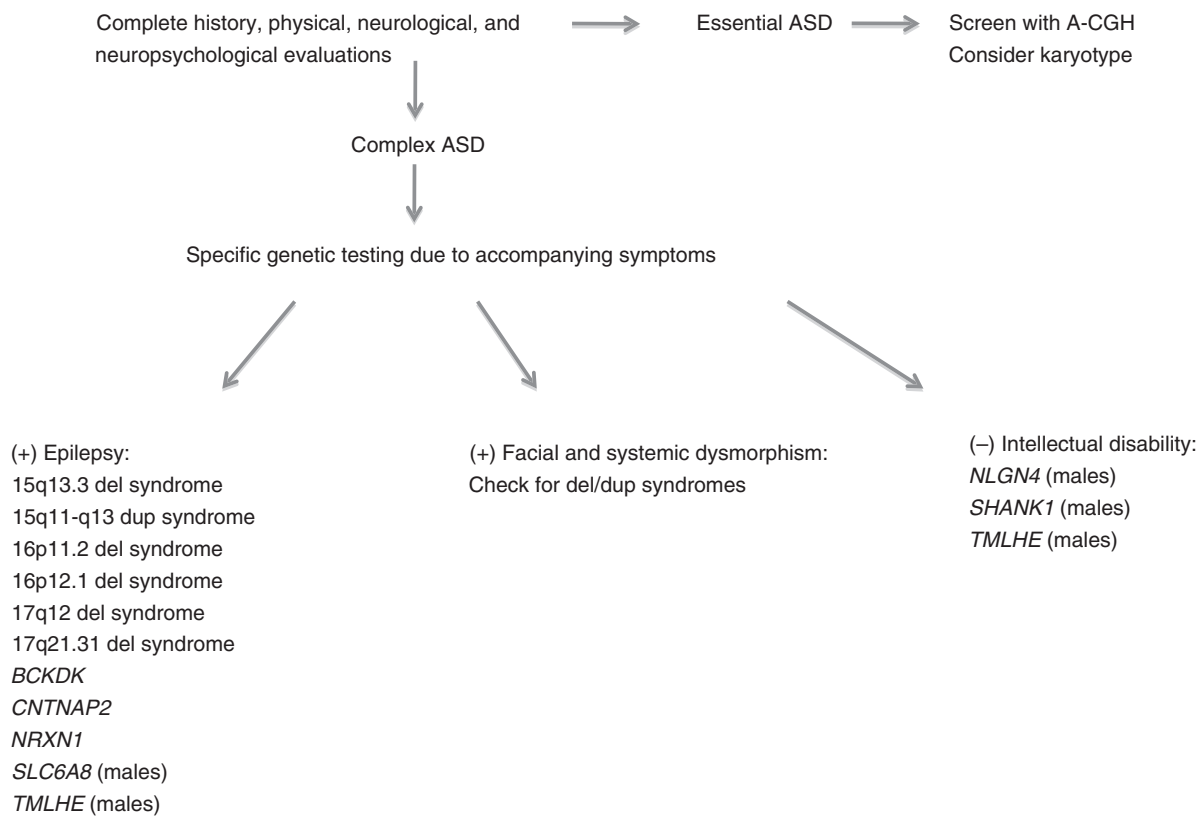 Complete history, physical, neurological, and
neuropsychological evaluations
Essential ASD
Screen with A-CGH
Consider karyotype
Complex ASD
Specific genetic testing due to accompanying symptoms
(+) Epilepsy:
15q13.3 del syndrome
15q11-q13 dup syndrome
16p11.2 del syndrome
16p12.1 del syndrome
17q12 del syndrome
17q21.31 del syndrome
BCKDK
CNTNAP2
NRXN1
SLC6A8 (males)
TMLHE (males)
(+) Facial and systemic dysmorphism:
Check for del/dup syndromes
(–) Intellectual disability:
NLGN4 (males)
SHANK1 (males)
TMLHE (males)